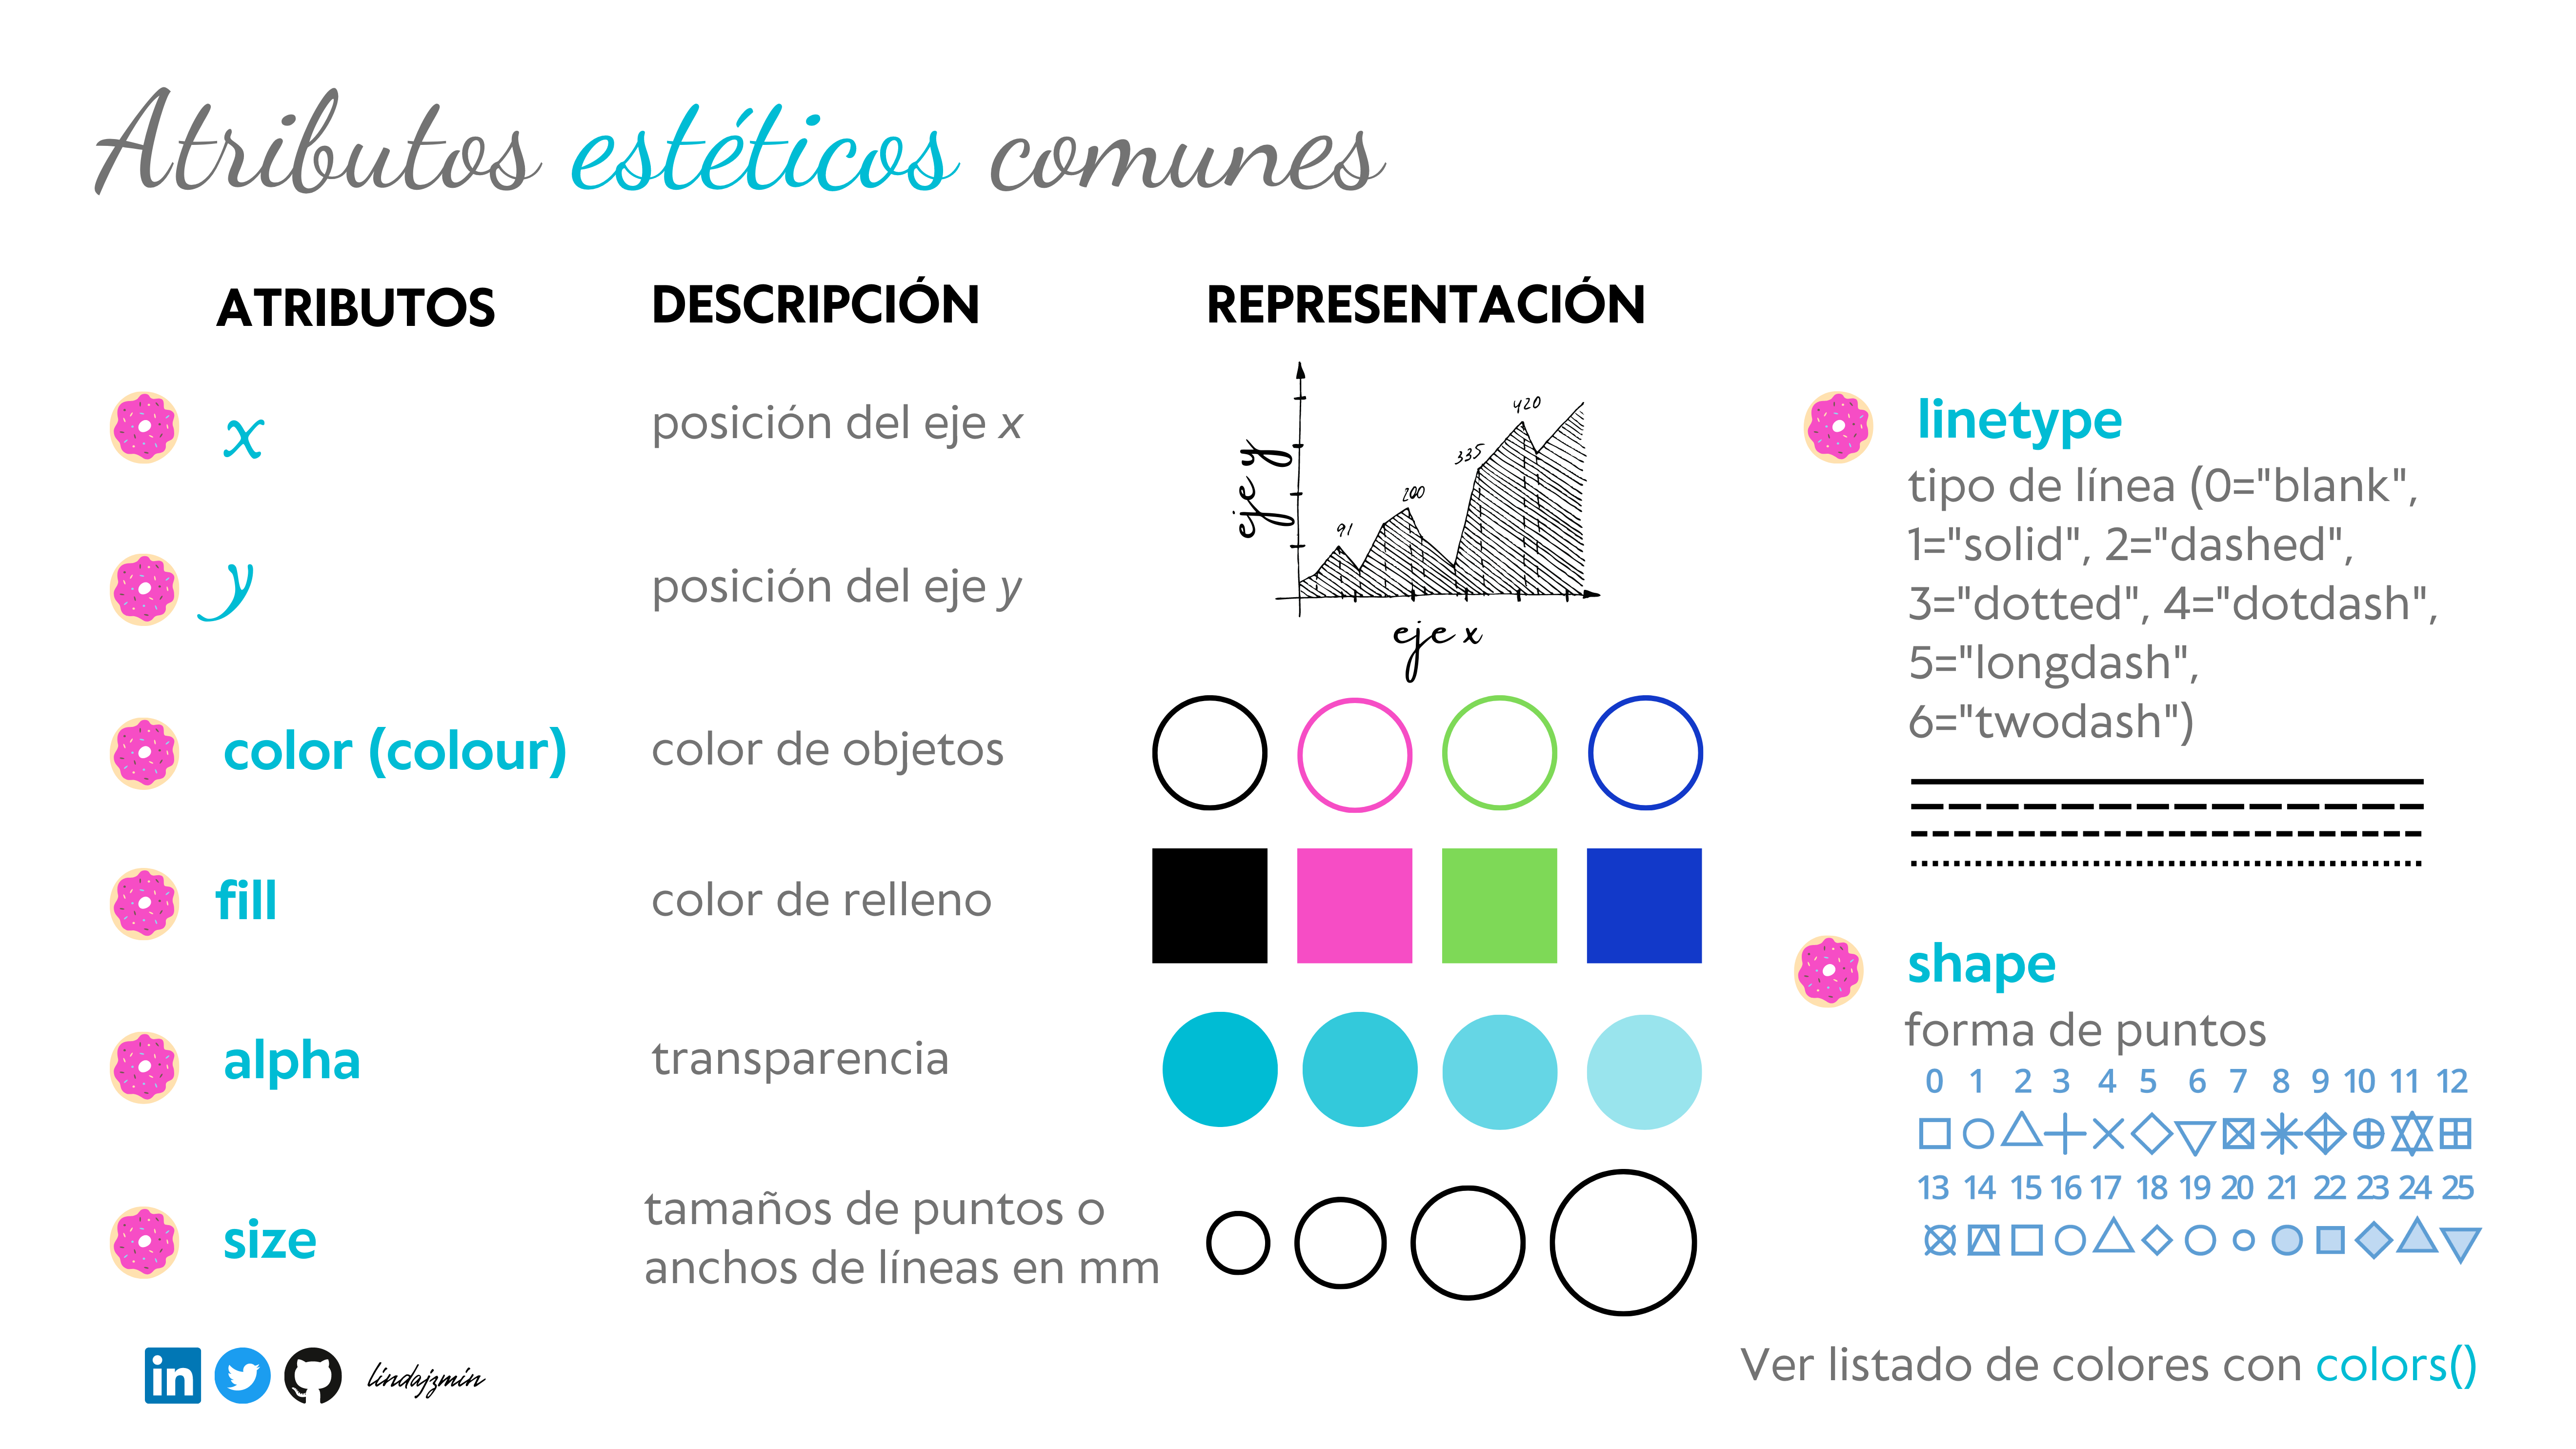 Atributos estéticos comunes
ATRIBUTOS
DESCRIPCIÓN
REPRESENTACIÓN
x
posición del eje x
y
posición del eje y
eje y
91
200
335
420
eje x
color (colour)
color de objetos
fill
color de relleno
alpha
transparencia
size
tamaños de puntos o
anchos de líneas en mm
linetype
tipo de línea (0="blank",
1="solid", 2="dashed",
3="dotted", 4="dotdash",
5="longdash",
6="twodash")
shape
forma de puntos
0 1 2 3 4 5 6 7 8 9 10 11 12
13 14 15 16 17 18 19 20 21 22 23 24 25
in
lindajzmin
Ver listado de colores con colors()